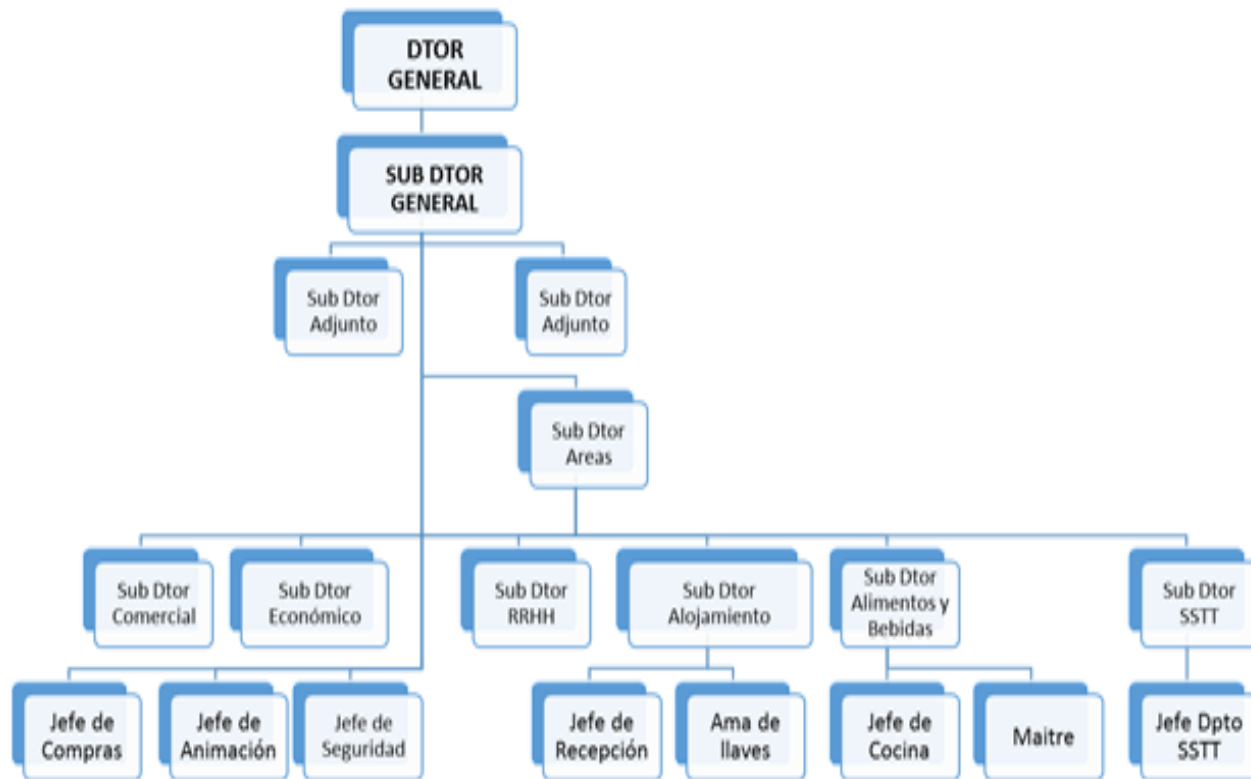 DTOR
GENERAL
SUB DTOR
GENERAL
Sub Dtor
Adjunto
Sub Dtor
Adjunto
Sub Dtor
Areas
Sub Dtor
Comercial
Sub Dtor
Económico
Sub Dtor
RRHH
Sub Dtor
Alojamiento
Sub Dtor
Alimentos y
Bebidas
Sub Dtor
SSTT
Jefe de
Compras
Jefe de
Animación
Jefe de
Seguridad
Jefe de
Recepción
Ama de
llaves
Jefe de
Cocina
Maitre
Jefe Dpto
SSTT